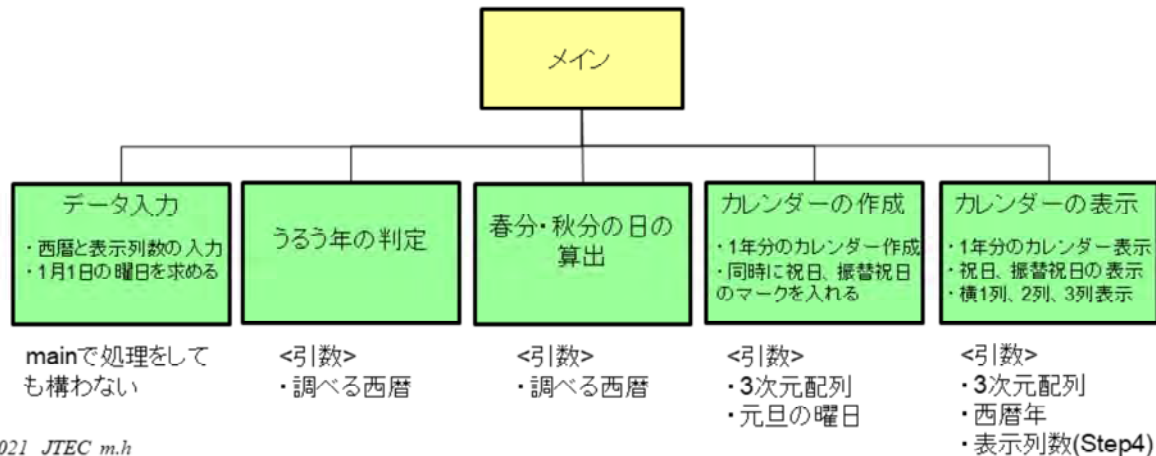 メイン
データ入力
・西暦と表示列数の入力
・1月1日の曜日を求める
うるう年の判定
春分・秋分の日の
算出
カレンダーの作成
・1年分のカレンダー作成
・同時に祝日、振替祝日
のマークを入れる
カレンダーの表示
・1年分のカレンダー表示
・祝日、振替祝日の表示
・横1列、2列、3列表示
mainで処理をして
も構わない
<引数>
・調べる西暦
<引数>
・調べる西暦
<引数>
・3次元配列
・元旦の曜日
<引数>
・3次元配列
・西暦年
・表示列数(Step4)
021 JTEC m.h